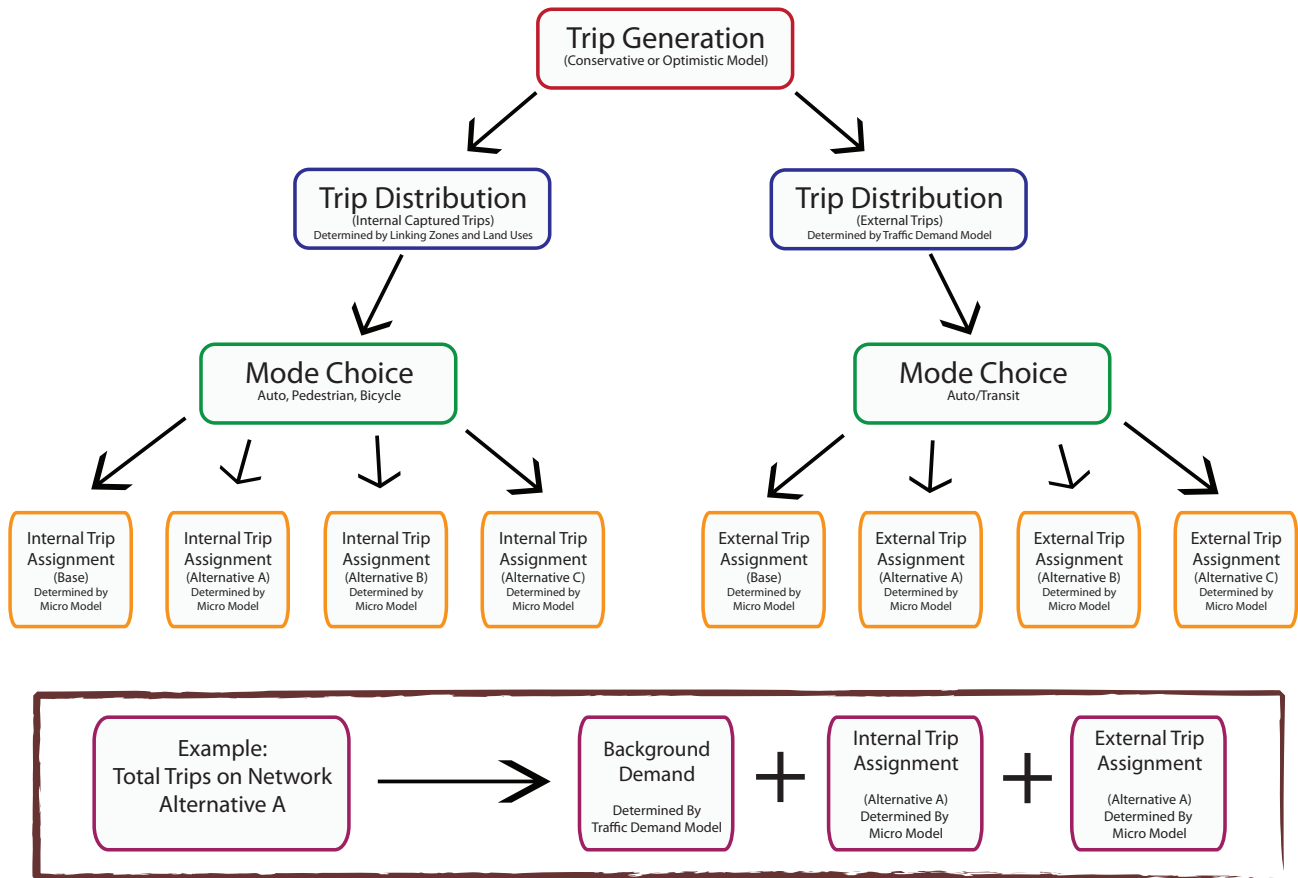 Trip Generation
(Conservative or Optimistic Model)
Trip Distribution
(Internal Captured Trips)
Determined by Linking Zones and Land Uses
Trip Distribution
(External Trips)
Determined by Traffic Demand Model
Mode Choice
Auto, Pedestrian, Bicycle
Mode Choice
Auto/Transit
Internal Trip
Assignment
(Base)
Determined by
Micro Model
Internal Trip
Assignment
(Alternative A)
Determined by
Micro Model
Internal Trip
Assignment
(Alternative B)
Determined by
Micro Model
Internal Trip
Assignment
(Alternative C)
Determined by
Micro Model
External Trip
Assignment
(Base)
Determined by
Micro Model
External Trip
Assignment
(Alternative A)
Determined by
Micro Model
External Trip
Assignment
(Alternative B)
Determined by
Micro Model
External Trip
Assignment
(Alternative C)
Determined by
Micro Model
Example:
Total Trips on Network
Alternative A
Background
Demand
Determined By
Traffic Demand Model
+
Internal Trip
Assignment
(Alternative A)
Determined By
Micro Model
+
External Trip
Assignment
(Alternative A)
Determined By
Micro Model